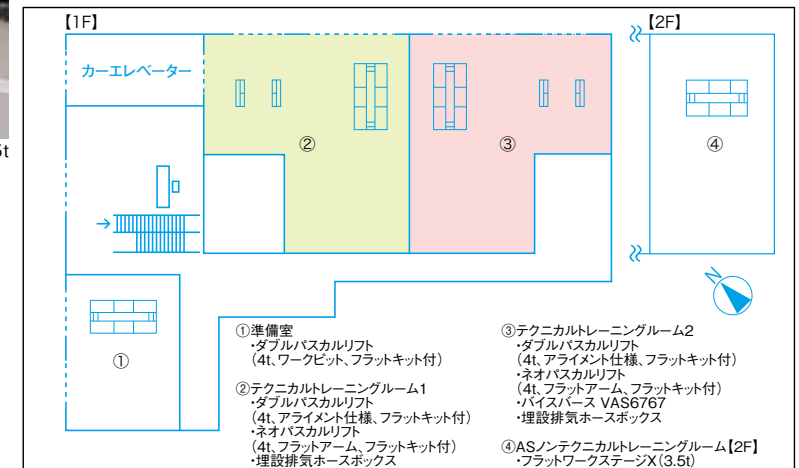 【1F】
【2F】
カーエレベーター
②
③
④
5t
N
①
①準備室
・ダブルパスカルリフト
(4t、ワークピット、フラットキット付)
②テクニカルトレーニングルーム1
・ダブルパスカルリフト
(4t、アライメント仕様、フラットキット付)
・ネオパスカルリフト
(4t、フラットアーム、フラットキット付)
・埋設排気ホースボックス
③テクニカルトレーニングルーム2
・ダブルパスカルリフト
(4t、アライメント仕様、フラットキット付)
・ネオパスカルリフト
(4t、フラットアーム、フラットキット付)
・バイスバース VAS6767
・埋設排気ホースボックス
④ASノンテクニカルトレーニングルーム【2F】
・フラットワークステージX(3.5t)